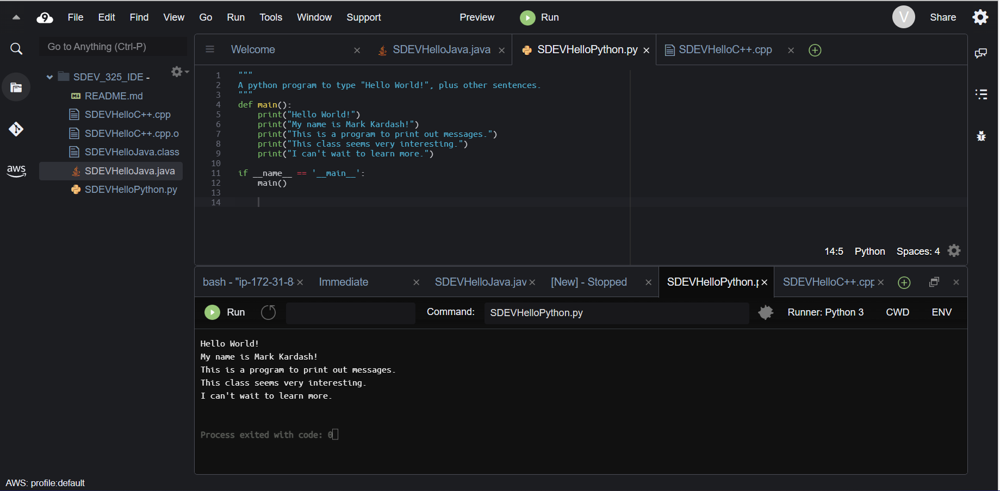 File Edit Find View Go Run Tools Window Support Preview Run V Share
Go to Anything (Ctrl-P)
Welcome SDEVHelloJava.java SDEVHelloPython.py SDEVHelloC++.cpp
SDEV_325_IDE -
README.md
SDEVHelloC++.cpp
SDEVHelloC++.cpp.o
SDEVHelloJava.class
SDEVHelloJava.java
SDEVHelloPython.py
aws
1 """
2 A python program to type "Hello World!", plus other sentences.
3 """
4 def main():
5     print("Hello World!")
6     print("My name is Mark Kardash!")
7     print("This is a program to print out messages.")
8     print("This class seems very interesting.")
9     print("I can't wait to learn more.")
10
11 if __name__ == '__main__':
12     main()
13
14
14:5 Python Spaces: 4
bash - "ip-172-31-8- Immediate SDEVHelloJava.jav [New] - Stopped SDEVHelloPython.p SDEVHelloC++.cpp
Run Command: SDEVHelloPython.py Runner: Python 3 CWD ENV
Hello World!
My name is Mark Kardash!
This is a program to print out messages.
This class seems very interesting.
I can't wait to learn more.
Process exited with code: 0
AWS: profile:default